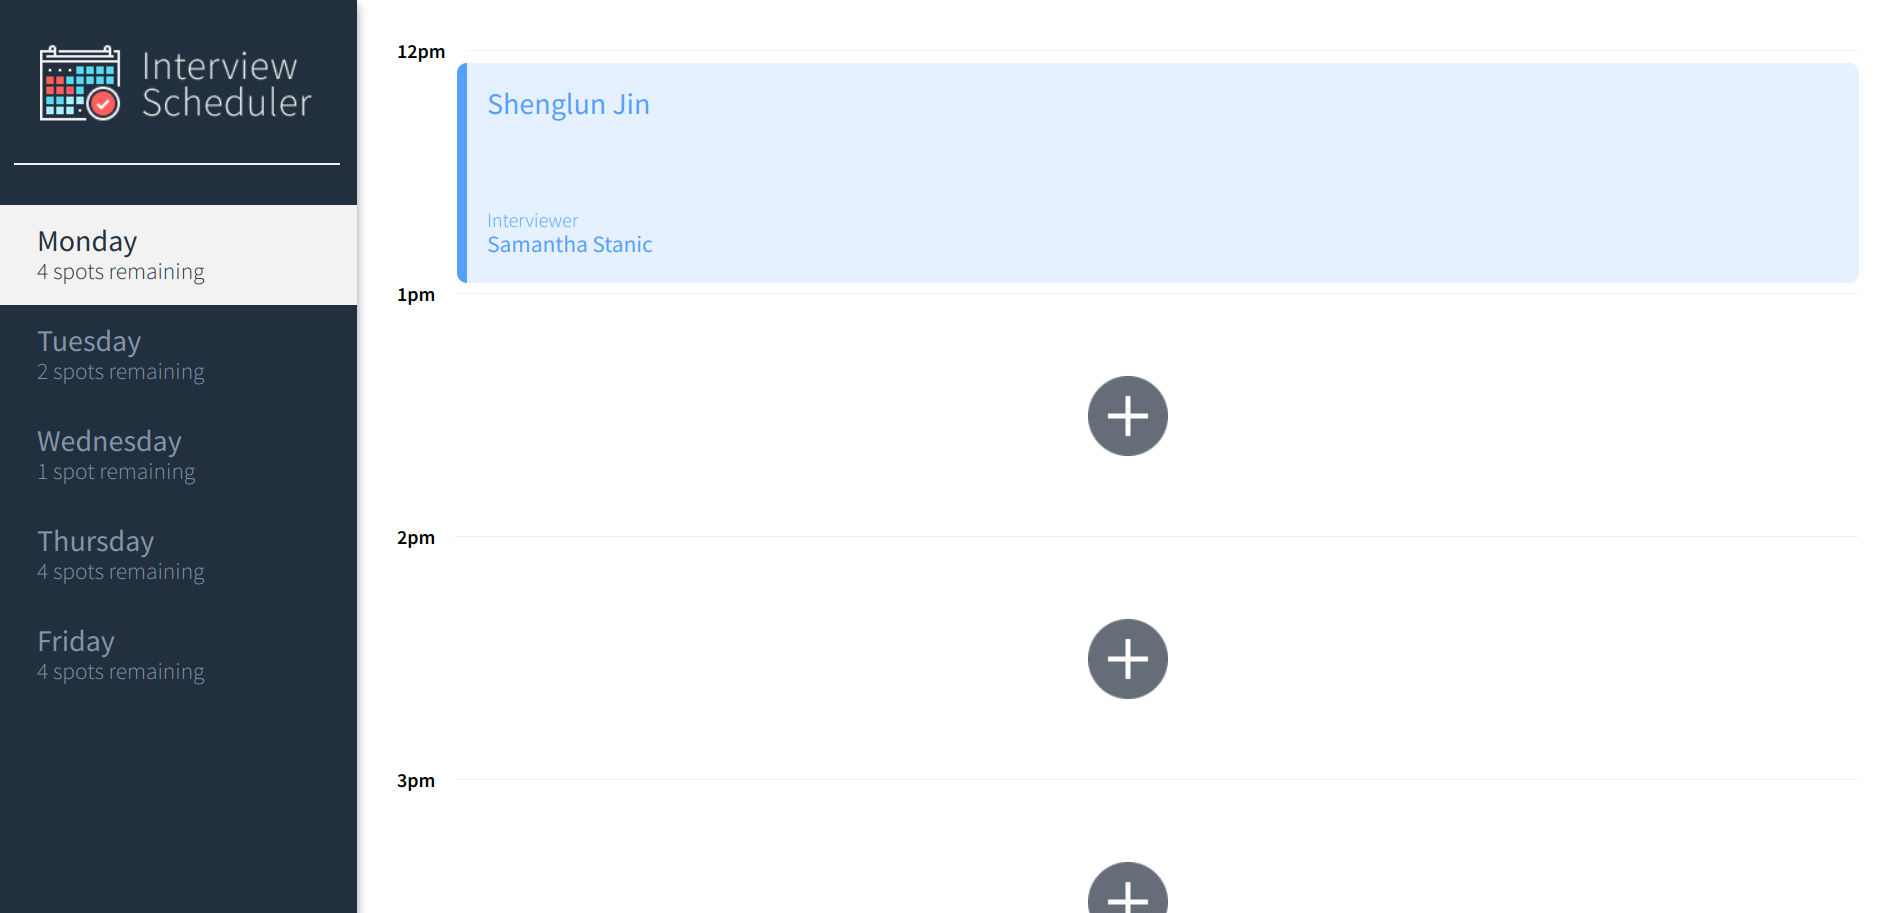 Interview
Scheduler
Monday
4 spots remaining
Tuesday
2 spots remaining
Wednesday
1 spot remaining
Thursday
4 spots remaining
Friday
4 spots remaining
12pm
Shenglun Jin
Interviewer
Samantha Stanic
1pm
2pm
3pm